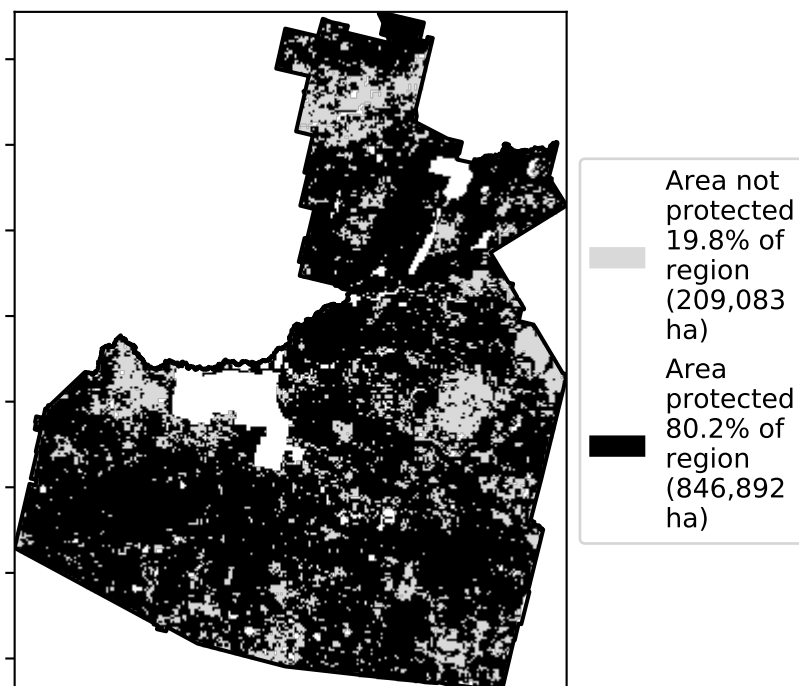 Area not
protected
19.8% of
region
(209,083
ha)
Area
protected
80.2% of
region
(846,892
ha)